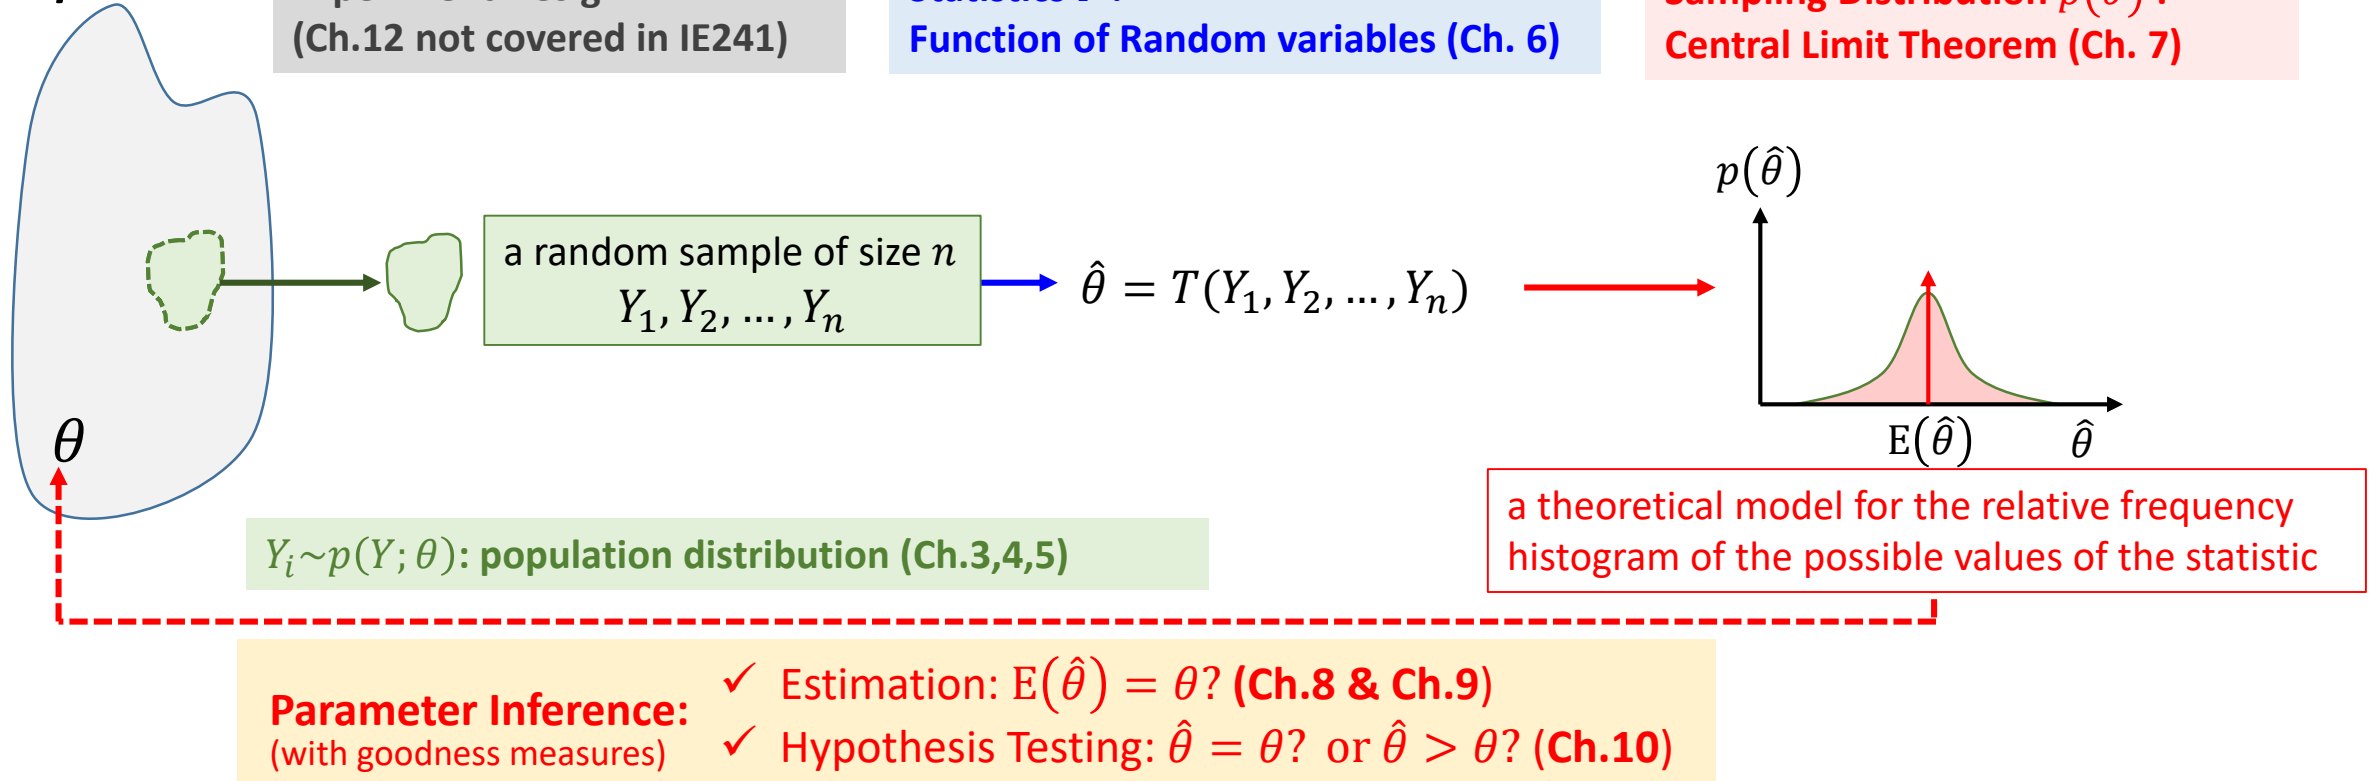 (Ch.12 not covered in IE241)
Function of Random variables (Ch. 6)
Sampling Distribution p(θ̂) :
Central Limit Theorem (Ch. 7)
p(θ̂)
a random sample of size n
Y₁, Y₂, … , Yₙ
θ̂ = T(Y₁, Y₂, … , Yₙ)
θ
E(θ̂)
θ̂
a theoretical model for the relative frequency
histogram of the possible values of the statistic
Yᵢ~p(Y; θ): population distribution (Ch.3,4,5)
Parameter Inference:
(with goodness measures)
✓ Estimation: E(θ̂) = θ? (Ch.8 & Ch.9)
✓ Hypothesis Testing: θ̂ = θ? or θ̂ > θ? (Ch.10)